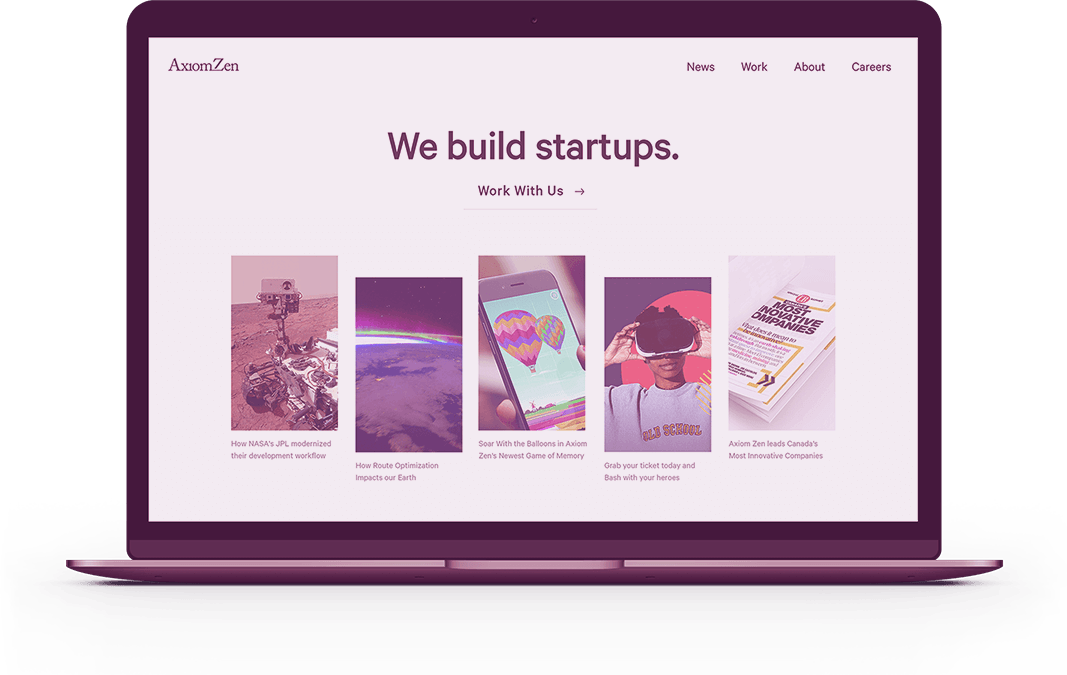 AxiomZen
News Work About Careers
We build startups.
Work With Us →
OLD SCHOOL
MOST
INNOVATIVE
COMPANIES
How NASA's JPL modernized
their development workflow
How Route Optimization
Impacts our Earth
Soar With the Balloons in Axiom
Zen's Newest Game of Memory
Grab your ticket today and
Bash with your heroes
Axiom Zen leads Canada's
Most Innovative Companies